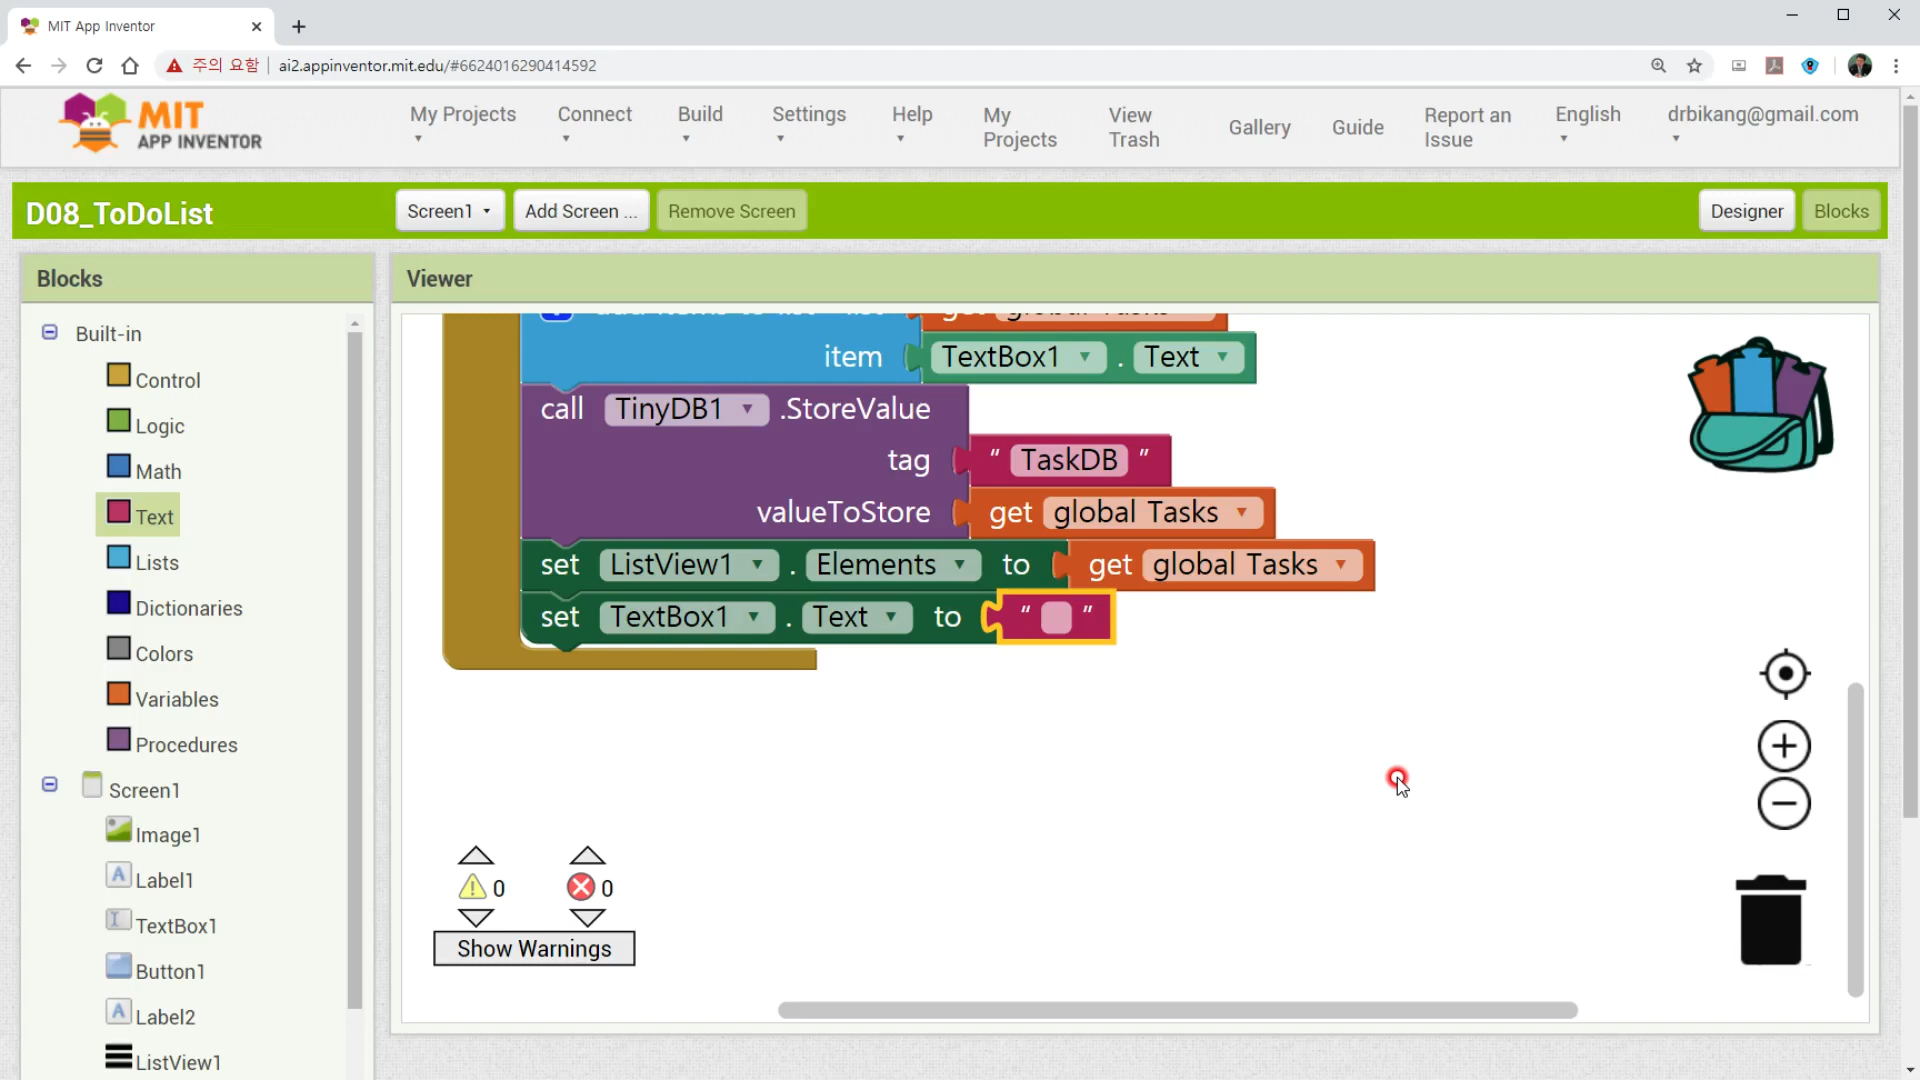 MIT App Inventor
주의 요함
ai2.appinventor.mit.edu/#6624016290414592
MIT
APP INVENTOR
My Projects
Connect
Build
Settings
Help
My
Projects
View
Trash
Gallery
Guide
Report an
Issue
English
drbikang@gmail.com
D08_ToDoList
Screen1
Add Screen ...
Remove Screen
Designer
Blocks
Blocks
Viewer
Built-in
Control
Logic
Math
Text
Lists
Dictionaries
Colors
Variables
Procedures
Screen1
Image1
Label1
TextBox1
Button1
Label2
ListView1
item TextBox1 . Text
call TinyDB1 .StoreValue
tag " TaskDB "
valueToStore get global Tasks
set ListView1 . Elements to get global Tasks
set TextBox1 . Text to " "
0 0
Show Warnings